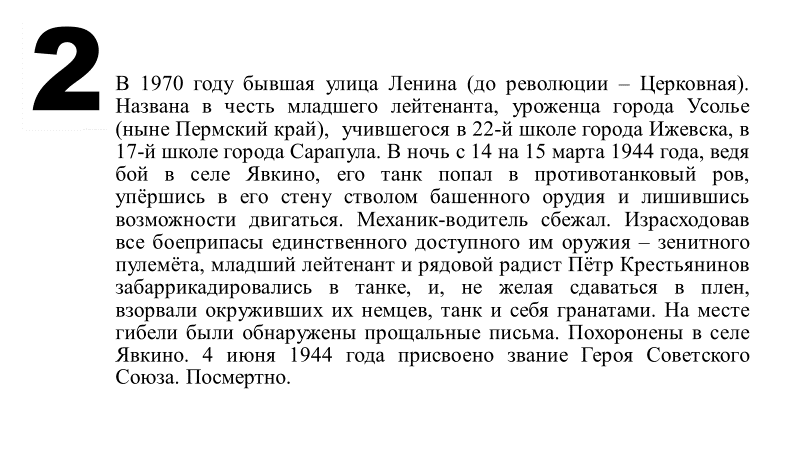 2
В 1970 году бывшая улица Ленина (до революции – Церковная).
Названа в честь младшего лейтенанта, уроженца города Усолье
(ныне Пермский край), учившегося в 22-й школе города Ижевска, в
17-й школе города Сарапула. В ночь с 14 на 15 марта 1944 года, ведя
бой в селе Явкино, его танк попал в противотанковый ров,
упёршись в его стену стволом башенного орудия и лишившись
возможности двигаться. Механик-водитель сбежал. Израсходовав
все боеприпасы единственного доступного им оружия – зенитного
пулемёта, младший лейтенант и рядовой радист Пётр Крестьянинов
забаррикадировались в танке, и, не желая сдаваться в плен,
взорвали окруживших их немцев, танк и себя гранатами. На месте
гибели были обнаружены прощальные письма. Похоронены в селе
Явкино. 4 июня 1944 года присвоено звание Героя Советского
Союза. Посмертно.